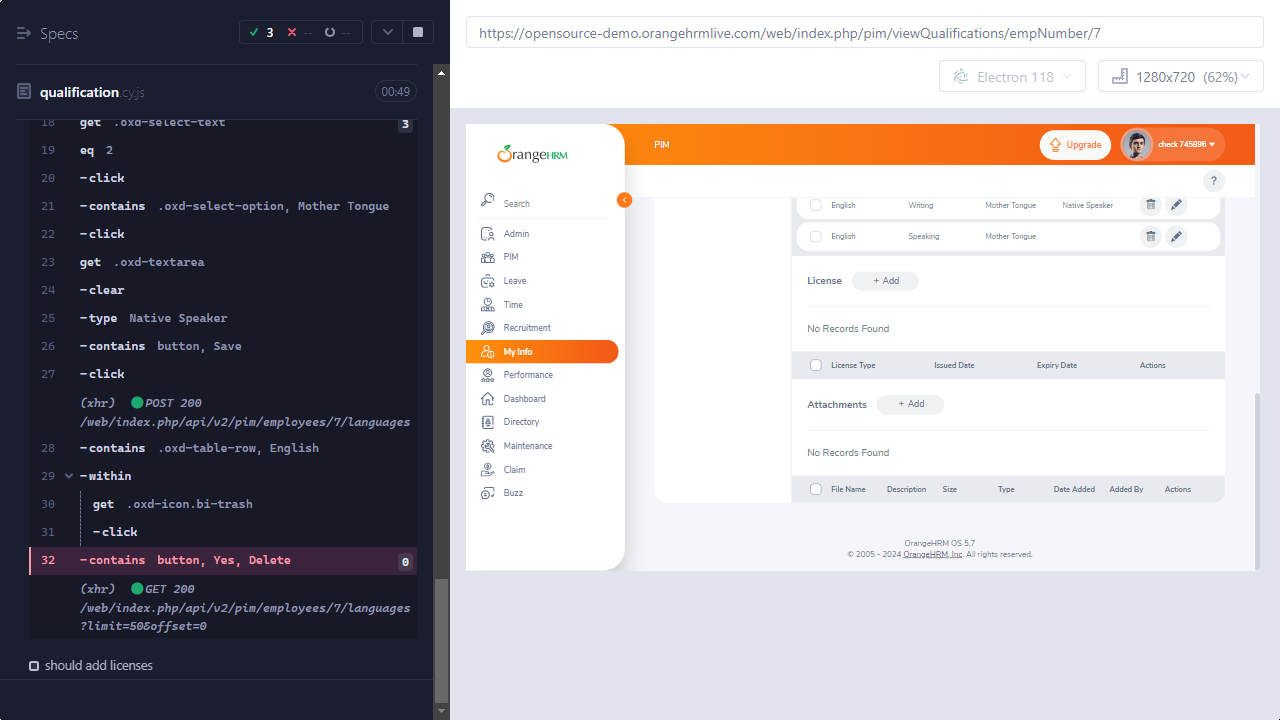 Specs
3
--
--
qualification.cy.js
00:49
18 get .oxd-select-text 3
19 eq 2
20 -click
21 -contains .oxd-select-option, Mother Tongue
22 -click
23 get .oxd-textarea
24 -clear
25 -type Native Speaker
26 -contains button, Save
27 -click
(xhr) POST 200
/web/index.php/api/v2/pim/employees/7/languages
28 -contains .oxd-table-row, English
29 -within
30 get .oxd-icon.bi-trash
31 -click
32 -contains button, Yes, Delete 0
(xhr) GET 200
/web/index.php/api/v2/pim/employees/7/languages
?limit=50&offset=0
should add licenses
https://opensource-demo.orangehrmlive.com/web/index.php/pim/viewQualifications/empNumber/7
Electron 118
1280x720 (62%)
OrangeHRM
PIM
Upgrade
check 745896
?
Search
Admin
PIM
Leave
Time
Recruitment
My Info
Performance
Dashboard
Directory
Maintenance
Claim
Buzz
English Writing Mother Tongue Native Speaker
English Speaking Mother Tongue
License + Add
No Records Found
License Type Issued Date Expiry Date Actions
Attachments + Add
No Records Found
File Name Description Size Type Date Added Added By Actions
OrangeHRM OS 5.7
© 2005 - 2024 OrangeHRM, Inc. All rights reserved.